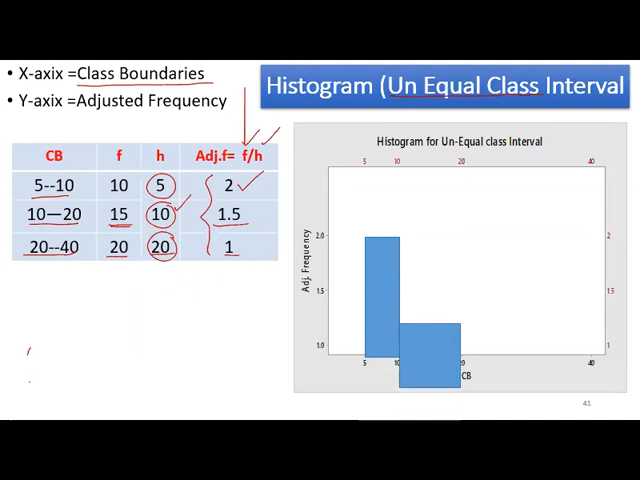 • X-axix =Class Boundaries
• Y-axix =Adjusted Frequency
Histogram (Un Equal Class Interval
CB f h Adj.f= f/h
5--10 10 5 2
10—20 15 10 1.5
20--40 20 20 1
Histogram for Un-Equal class Interval
5 10 20 40
2.0 2
1.5 1.5
1.0 1
Adj. Frequency
5 10 20 40
CB
41